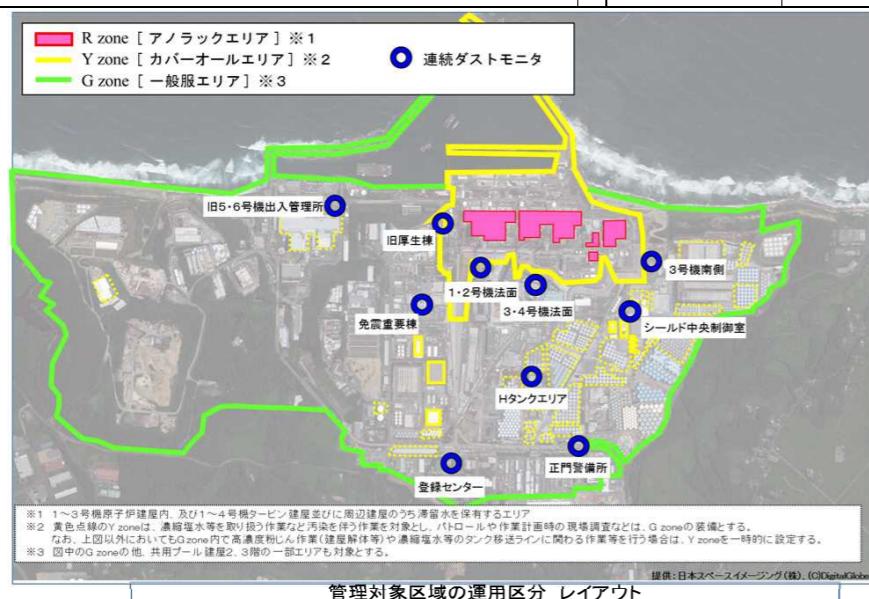 R zone [ アノラックエリア ] ※1
Y zone [ カバーオールエリア ] ※2
G zone [ 一般服エリア ] ※3
連続ダストモニタ
旧5・6号機出入管理所
旧厚生棟
1・2号機法面
3号機南側
3・4号機法面
免震重要棟
シールド中央制御室
Hタンクエリア
正門警備所
登録センター
※1 1～3号機原子炉建屋内、及び1～4号機タービン建屋並びに周辺建屋のうち滞留水を保有するエリア
※2 黄色点線のY zoneは、濃縮塩水等を取り扱う作業など汚染を伴う作業を対象とし、パトロールや作業計画時の現場調査などは、G zoneの装備とする。
なお、上図以外においてもG zone内で高濃度粉じん作業(建屋解体等)や濃縮塩水等のタンク移送ラインに関わる作業等を行う場合は、Y zoneを一時的に設定する。
※3 図中のG zoneの他、共用プール建屋2、3階の一部エリアも対象とする。
提供：日本スペースイメージング(株)、(C)DigitalGlobe
管理対象区域の運用区分 レイアウト